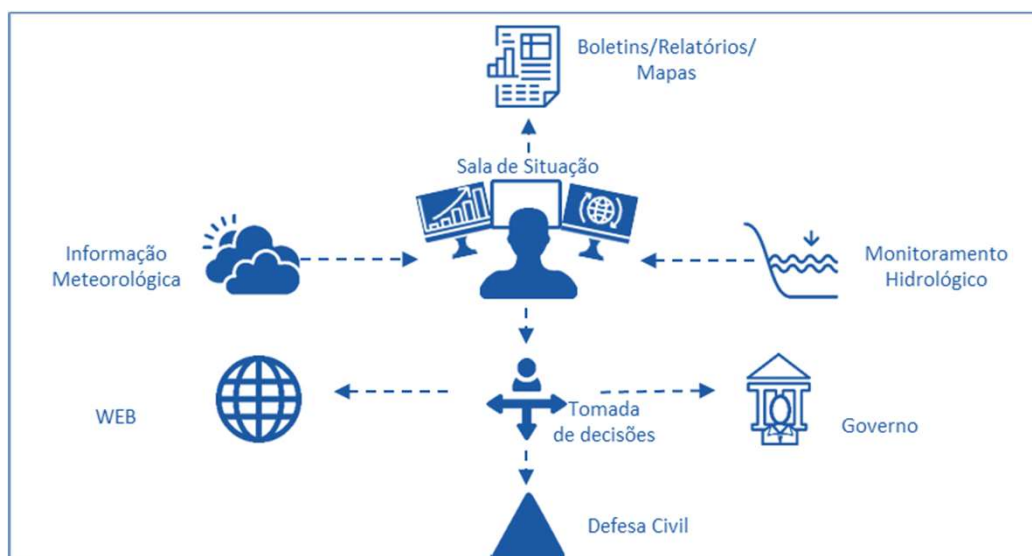 Boletins/Relatórios/
Mapas
Sala de Situação
Informação
Meteorológica
Monitoramento
Hidrológico
WEB
Tomada
de decisões
Governo
Defesa Civil